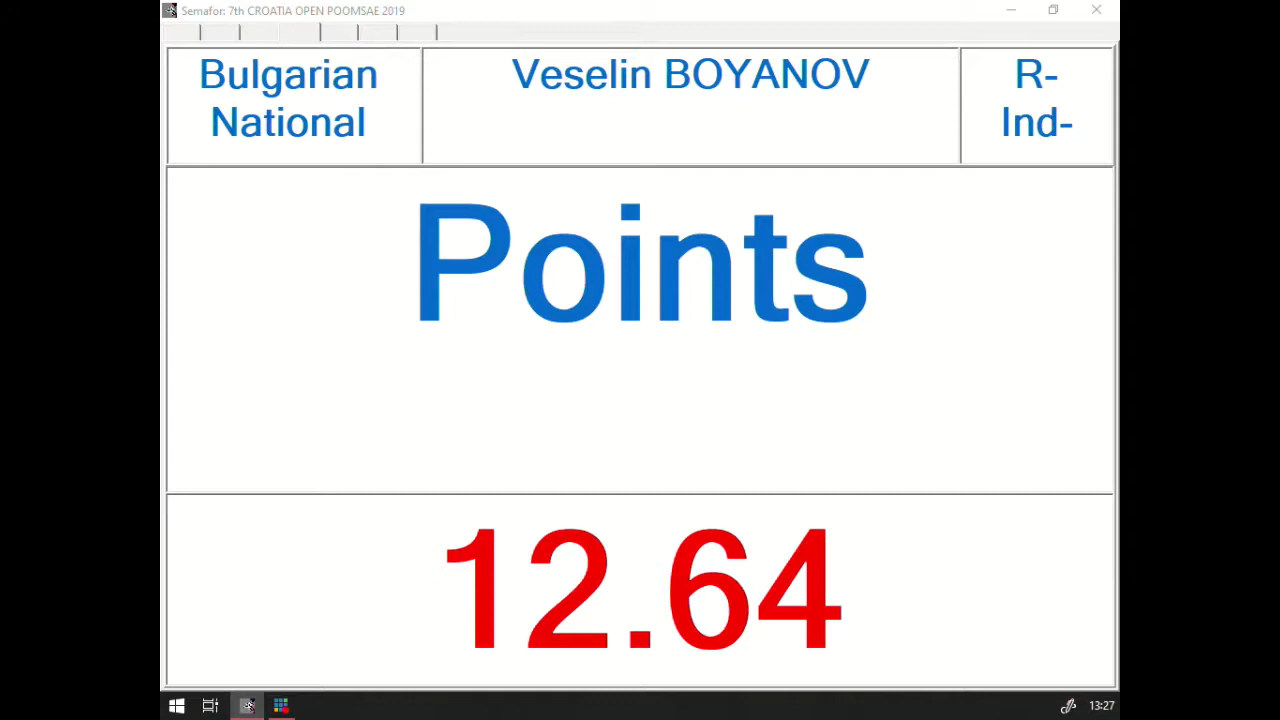 Semafor: 7th CROATIA OPEN POOMSAE 2019
Bulgarian
National
Veselin BOYANOV
R-
Ind-
Points
12.64
13:27